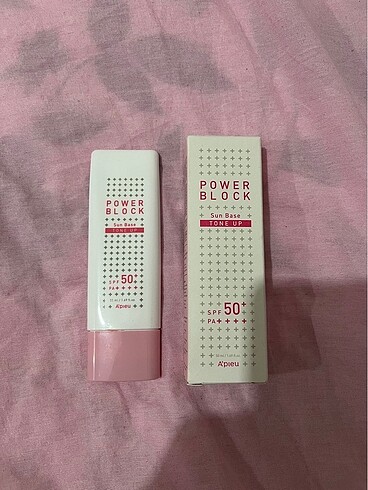 POWER
BLOCK
Sun Base
TONE UP
SPF 50+
PA++++
A'pieu
POWER
BLOCK
Sun Base
TONE UP
SPF 50+
PA++++
A'pieu